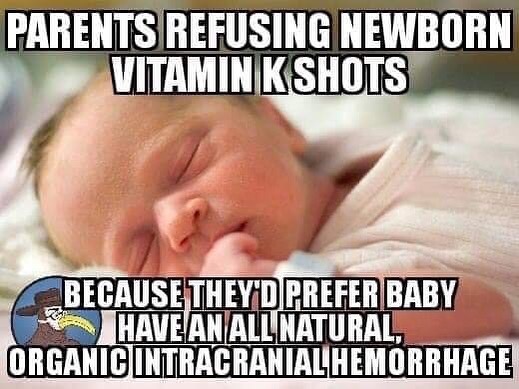 PARENTS REFUSING NEWBORN
VITAMIN K SHOTS
BECAUSE THEY'D PREFER BABY
HAVE AN ALL NATURAL,
ORGANIC INTRACRANIAL HEMORRHAGE